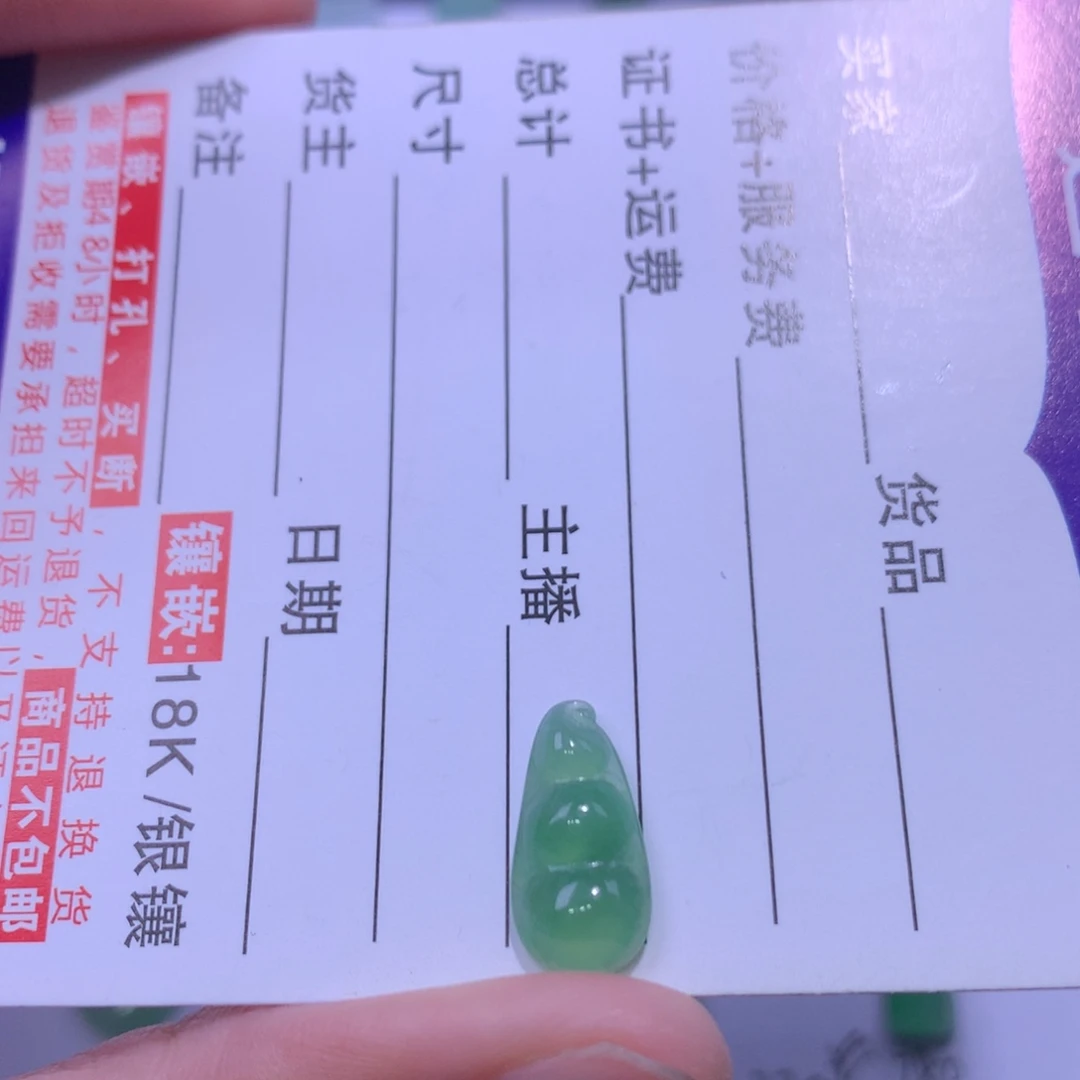 买家 货品
价格+服务费
证书+运费
总计 主播
尺寸
货主 日期
备注 镶嵌:18K/银镶
镶嵌、打孔、买断，不支持退换货
鉴赏期48小时，超时不予退货、商品不包邮
退货及拒收需要承担来回运费以及